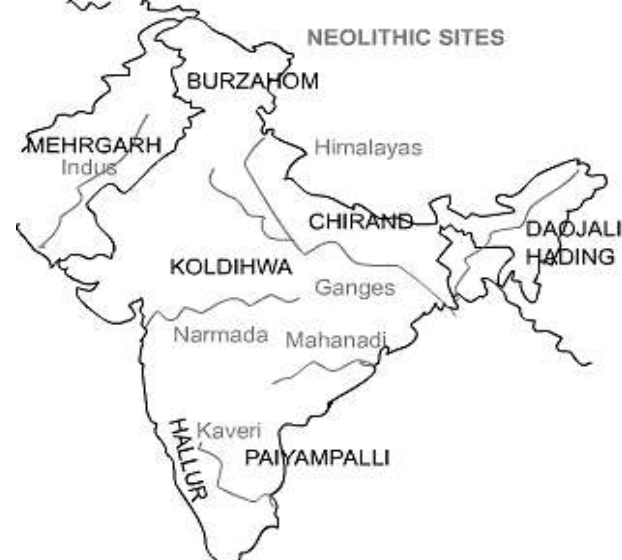 NEOLITHIC SITES
BURZAHOM
MEHRGARH
Indus
Himalayas
CHIRAND
DAOJALI
HADING
KOLDIHWA
Ganges
Narmada
Mahanadi
HALLUR
Kaveri
PAIYAMPALLI